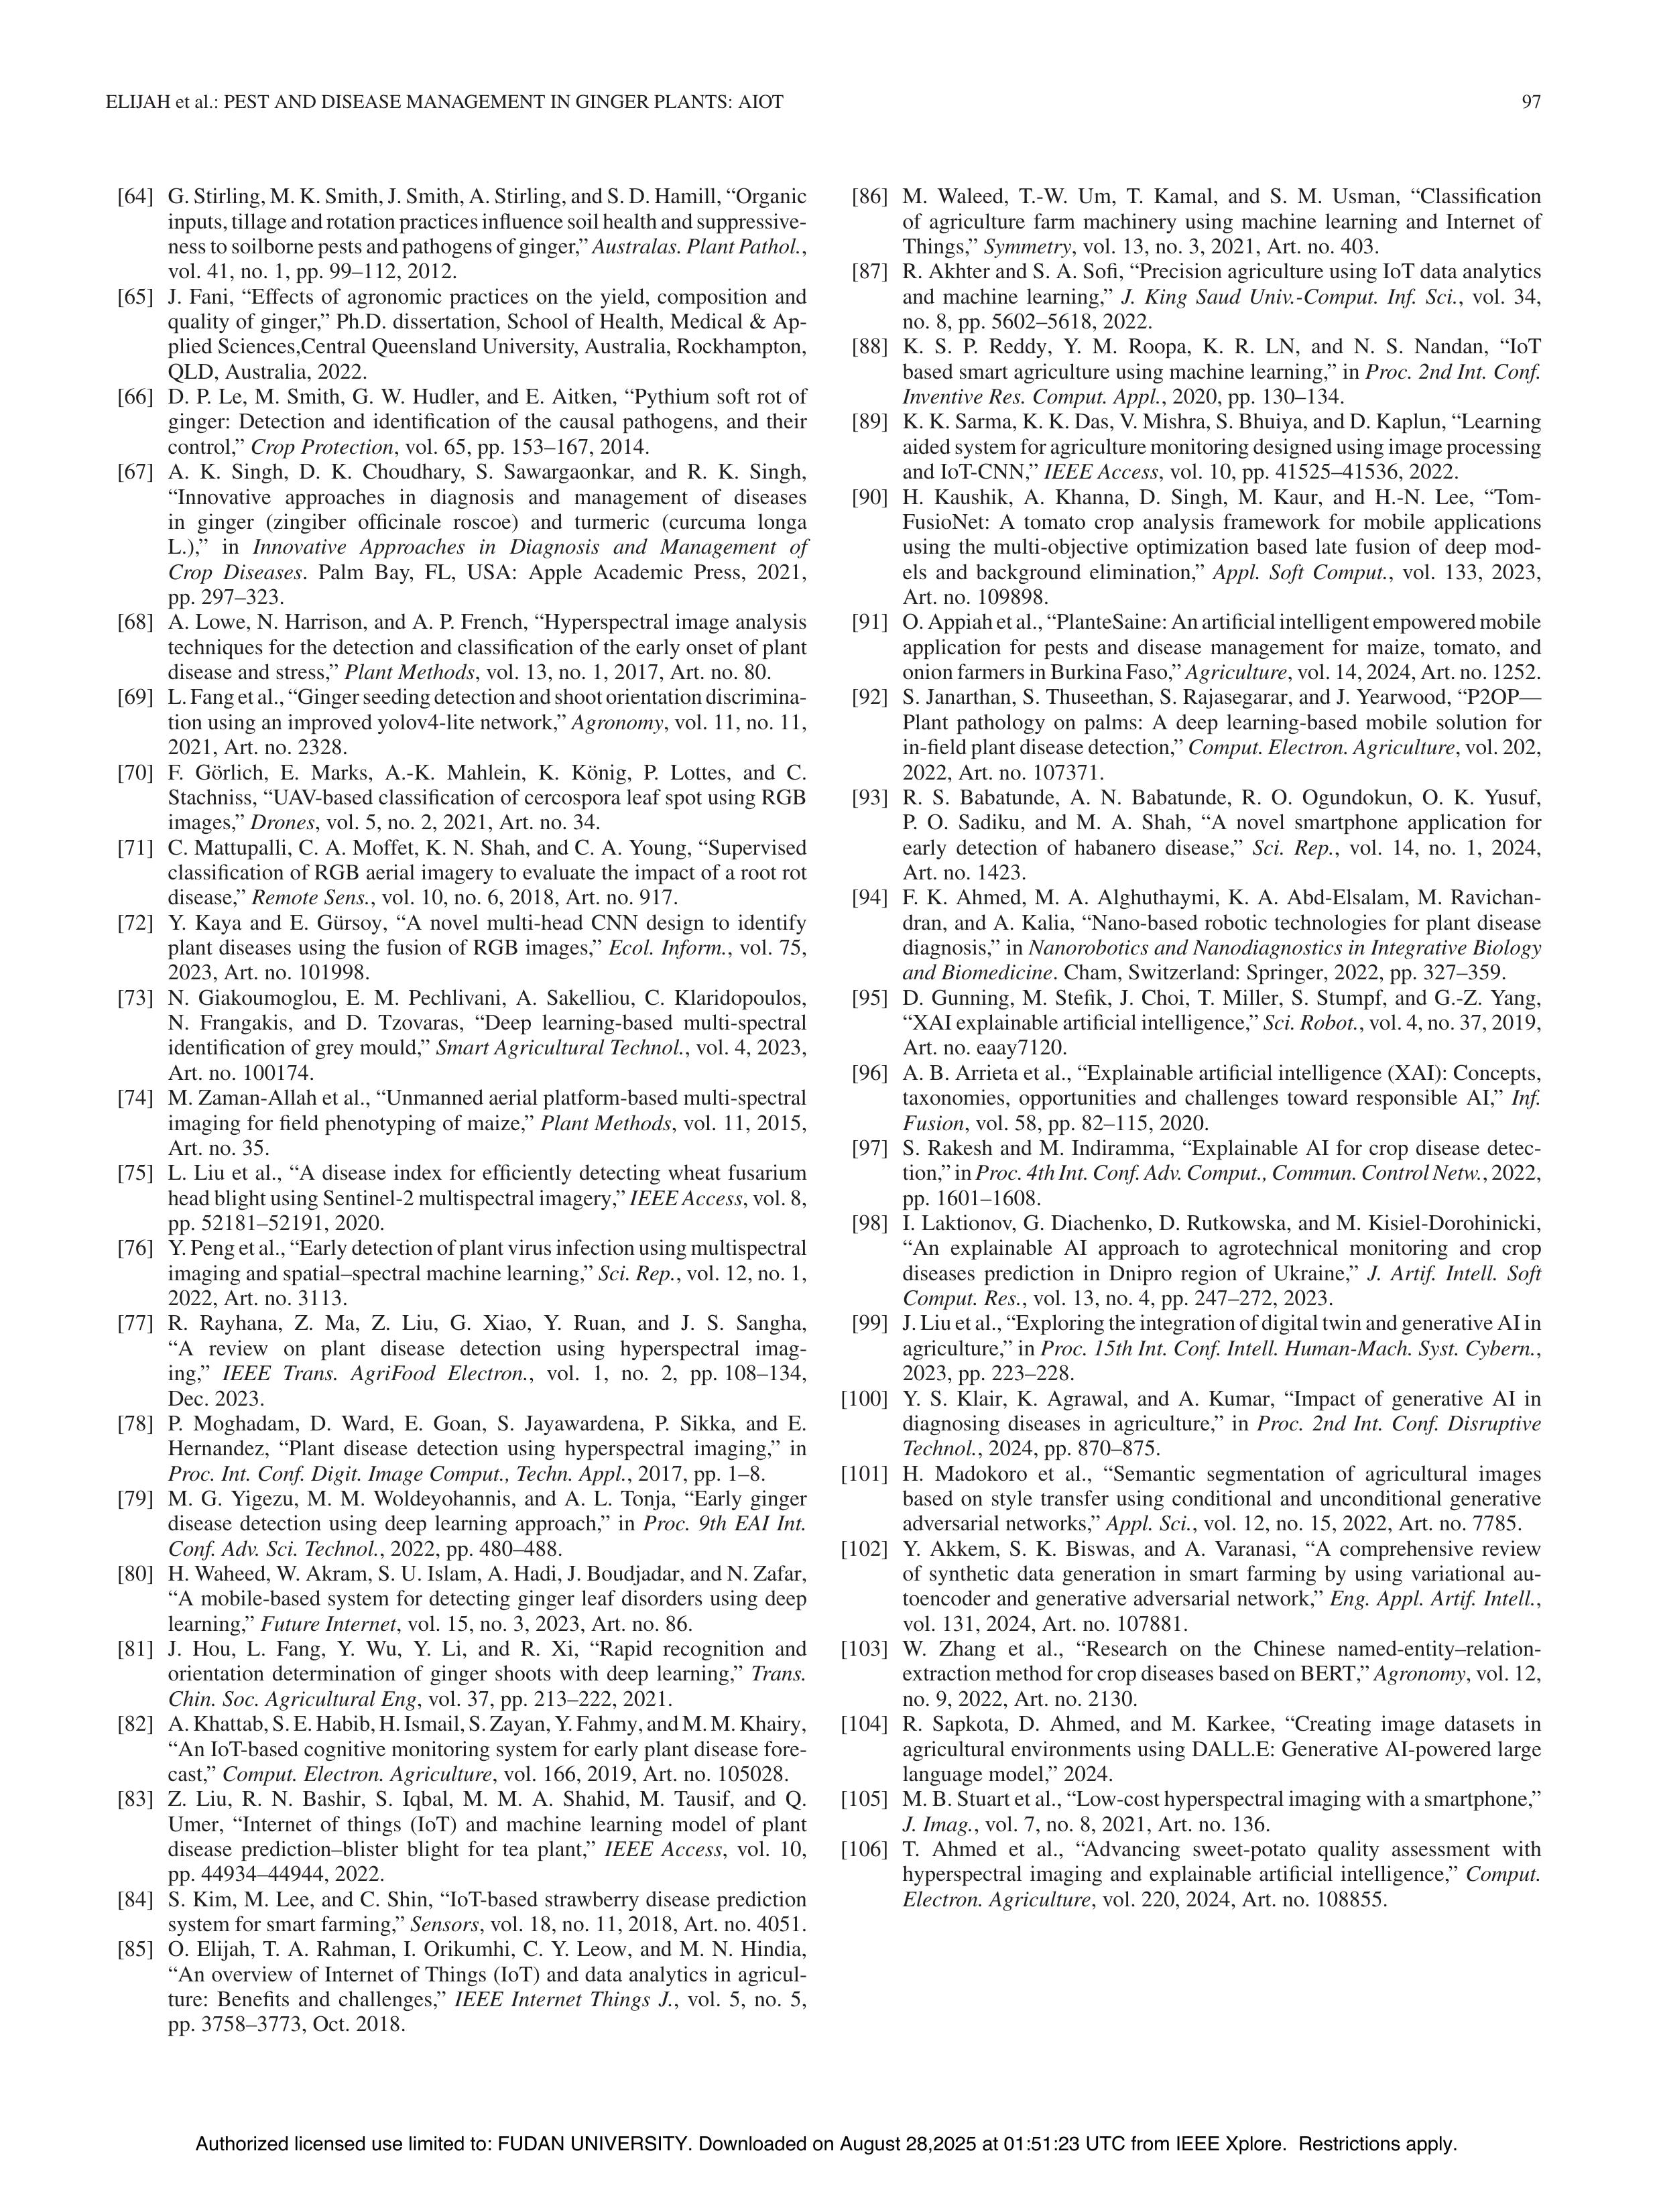 ELIJAH et al.: PEST AND DISEASE MANAGEMENT IN GINGER PLANTS: AIOT 97
[64] G. Stirling, M. K. Smith, J. Smith, A. Stirling, and S. D. Hamill, “Organic
inputs, tillage and rotation practices influence soil health and suppressive-
ness to soilborne pests and pathogens of ginger,” Australas. Plant Pathol.,
vol. 41, no. 1, pp. 99–112, 2012.
[65] J. Fani, “Effects of agronomic practices on the yield, composition and
quality of ginger,” Ph.D. dissertation, School of Health, Medical & Ap-
plied Sciences,Central Queensland University, Australia, Rockhampton,
QLD, Australia, 2022.
[66] D. P. Le, M. Smith, G. W. Hudler, and E. Aitken, “Pythium soft rot of
ginger: Detection and identification of the causal pathogens, and their
control,” Crop Protection, vol. 65, pp. 153–167, 2014.
[67] A. K. Singh, D. K. Choudhary, S. Sawargaonkar, and R. K. Singh,
“Innovative approaches in diagnosis and management of diseases
in ginger (zingiber officinale roscoe) and turmeric (curcuma longa
L.),” in Innovative Approaches in Diagnosis and Management of
Crop Diseases. Palm Bay, FL, USA: Apple Academic Press, 2021,
pp. 297–323.
[68] A. Lowe, N. Harrison, and A. P. French, “Hyperspectral image analysis
techniques for the detection and classification of the early onset of plant
disease and stress,” Plant Methods, vol. 13, no. 1, 2017, Art. no. 80.
[69] L. Fang et al., “Ginger seeding detection and shoot orientation discrimina-
tion using an improved yolov4-lite network,” Agronomy, vol. 11, no. 11,
2021, Art. no. 2328.
[70] F. Görlich, E. Marks, A.-K. Mahlein, K. König, P. Lottes, and C.
Stachniss, “UAV-based classification of cercospora leaf spot using RGB
images,” Drones, vol. 5, no. 2, 2021, Art. no. 34.
[71] C. Mattupalli, C. A. Moffet, K. N. Shah, and C. A. Young, “Supervised
classification of RGB aerial imagery to evaluate the impact of a root rot
disease,” Remote Sens., vol. 10, no. 6, 2018, Art. no. 917.
[72] Y. Kaya and E. Gürsoy, “A novel multi-head CNN design to identify
plant diseases using the fusion of RGB images,” Ecol. Inform., vol. 75,
2023, Art. no. 101998.
[73] N. Giakoumoglou, E. M. Pechlivani, A. Sakelliou, C. Klaridopoulos,
N. Frangakis, and D. Tzovaras, “Deep learning-based multi-spectral
identification of grey mould,” Smart Agricultural Technol., vol. 4, 2023,
Art. no. 100174.
[74] M. Zaman-Allah et al., “Unmanned aerial platform-based multi-spectral
imaging for field phenotyping of maize,” Plant Methods, vol. 11, 2015,
Art. no. 35.
[75] L. Liu et al., “A disease index for efficiently detecting wheat fusarium
head blight using Sentinel-2 multispectral imagery,” IEEE Access, vol. 8,
pp. 52181–52191, 2020.
[76] Y. Peng et al., “Early detection of plant virus infection using multispectral
imaging and spatial–spectral machine learning,” Sci. Rep., vol. 12, no. 1,
2022, Art. no. 3113.
[77] R. Rayhana, Z. Ma, Z. Liu, G. Xiao, Y. Ruan, and J. S. Sangha,
“A review on plant disease detection using hyperspectral imag-
ing,” IEEE Trans. AgriFood Electron., vol. 1, no. 2, pp. 108–134,
Dec. 2023.
[78] P. Moghadam, D. Ward, E. Goan, S. Jayawardena, P. Sikka, and E.
Hernandez, “Plant disease detection using hyperspectral imaging,” in
Proc. Int. Conf. Digit. Image Comput., Techn. Appl., 2017, pp. 1–8.
[79] M. G. Yigezu, M. M. Woldeyohannis, and A. L. Tonja, “Early ginger
disease detection using deep learning approach,” in Proc. 9th EAI Int.
Conf. Adv. Sci. Technol., 2022, pp. 480–488.
[80] H. Waheed, W. Akram, S. U. Islam, A. Hadi, J. Boudjadar, and N. Zafar,
“A mobile-based system for detecting ginger leaf disorders using deep
learning,” Future Internet, vol. 15, no. 3, 2023, Art. no. 86.
[81] J. Hou, L. Fang, Y. Wu, Y. Li, and R. Xi, “Rapid recognition and
orientation determination of ginger shoots with deep learning,” Trans.
Chin. Soc. Agricultural Eng, vol. 37, pp. 213–222, 2021.
[82] A. Khattab, S. E. Habib, H. Ismail, S. Zayan, Y. Fahmy, and M. M. Khairy,
“An IoT-based cognitive monitoring system for early plant disease fore-
cast,” Comput. Electron. Agriculture, vol. 166, 2019, Art. no. 105028.
[83] Z. Liu, R. N. Bashir, S. Iqbal, M. M. A. Shahid, M. Tausif, and Q.
Umer, “Internet of things (IoT) and machine learning model of plant
disease prediction–blister blight for tea plant,” IEEE Access, vol. 10,
pp. 44934–44944, 2022.
[84] S. Kim, M. Lee, and C. Shin, “IoT-based strawberry disease prediction
system for smart farming,” Sensors, vol. 18, no. 11, 2018, Art. no. 4051.
[85] O. Elijah, T. A. Rahman, I. Orikumhi, C. Y. Leow, and M. N. Hindia,
“An overview of Internet of Things (IoT) and data analytics in agricul-
ture: Benefits and challenges,” IEEE Internet Things J., vol. 5, no. 5,
pp. 3758–3773, Oct. 2018.
[86] M. Waleed, T.-W. Um, T. Kamal, and S. M. Usman, “Classification
of agriculture farm machinery using machine learning and Internet of
Things,” Symmetry, vol. 13, no. 3, 2021, Art. no. 403.
[87] R. Akhter and S. A. Sofi, “Precision agriculture using IoT data analytics
and machine learning,” J. King Saud Univ.-Comput. Inf. Sci., vol. 34,
no. 8, pp. 5602–5618, 2022.
[88] K. S. P. Reddy, Y. M. Roopa, K. R. LN, and N. S. Nandan, “IoT
based smart agriculture using machine learning,” in Proc. 2nd Int. Conf.
Inventive Res. Comput. Appl., 2020, pp. 130–134.
[89] K. K. Sarma, K. K. Das, V. Mishra, S. Bhuiya, and D. Kaplun, “Learning
aided system for agriculture monitoring designed using image processing
and IoT-CNN,” IEEE Access, vol. 10, pp. 41525–41536, 2022.
[90] H. Kaushik, A. Khanna, D. Singh, M. Kaur, and H.-N. Lee, “Tom-
FusioNet: A tomato crop analysis framework for mobile applications
using the multi-objective optimization based late fusion of deep mod-
els and background elimination,” Appl. Soft Comput., vol. 133, 2023,
Art. no. 109898.
[91] O. Appiah et al., “PlanteSaine: An artificial intelligent empowered mobile
application for pests and disease management for maize, tomato, and
onion farmers in Burkina Faso,” Agriculture, vol. 14, 2024, Art. no. 1252.
[92] S. Janarthan, S. Thuseethan, S. Rajasegarar, and J. Yearwood, “P2OP—
Plant pathology on palms: A deep learning-based mobile solution for
in-field plant disease detection,” Comput. Electron. Agriculture, vol. 202,
2022, Art. no. 107371.
[93] R. S. Babatunde, A. N. Babatunde, R. O. Ogundokun, O. K. Yusuf,
P. O. Sadiku, and M. A. Shah, “A novel smartphone application for
early detection of habanero disease,” Sci. Rep., vol. 14, no. 1, 2024,
Art. no. 1423.
[94] F. K. Ahmed, M. A. Alghuthaymi, K. A. Abd-Elsalam, M. Ravichan-
dran, and A. Kalia, “Nano-based robotic technologies for plant disease
diagnosis,” in Nanorobotics and Nanodiagnostics in Integrative Biology
and Biomedicine. Cham, Switzerland: Springer, 2022, pp. 327–359.
[95] D. Gunning, M. Stefik, J. Choi, T. Miller, S. Stumpf, and G.-Z. Yang,
“XAI explainable artificial intelligence,” Sci. Robot., vol. 4, no. 37, 2019,
Art. no. eaay7120.
[96] A. B. Arrieta et al., “Explainable artificial intelligence (XAI): Concepts,
taxonomies, opportunities and challenges toward responsible AI,” Inf.
Fusion, vol. 58, pp. 82–115, 2020.
[97] S. Rakesh and M. Indiramma, “Explainable AI for crop disease detec-
tion,” in Proc. 4th Int. Conf. Adv. Comput., Commun. Control Netw., 2022,
pp. 1601–1608.
[98] I. Laktionov, G. Diachenko, D. Rutkowska, and M. Kisiel-Dorohinicki,
“An explainable AI approach to agrotechnical monitoring and crop
diseases prediction in Dnipro region of Ukraine,” J. Artif. Intell. Soft
Comput. Res., vol. 13, no. 4, pp. 247–272, 2023.
[99] J. Liu et al., “Exploring the integration of digital twin and generative AI in
agriculture,” in Proc. 15th Int. Conf. Intell. Human-Mach. Syst. Cybern.,
2023, pp. 223–228.
[100] Y. S. Klair, K. Agrawal, and A. Kumar, “Impact of generative AI in
diagnosing diseases in agriculture,” in Proc. 2nd Int. Conf. Disruptive
Technol., 2024, pp. 870–875.
[101] H. Madokoro et al., “Semantic segmentation of agricultural images
based on style transfer using conditional and unconditional generative
adversarial networks,” Appl. Sci., vol. 12, no. 15, 2022, Art. no. 7785.
[102] Y. Akkem, S. K. Biswas, and A. Varanasi, “A comprehensive review
of synthetic data generation in smart farming by using variational au-
toencoder and generative adversarial network,” Eng. Appl. Artif. Intell.,
vol. 131, 2024, Art. no. 107881.
[103] W. Zhang et al., “Research on the Chinese named-entity–relation-
extraction method for crop diseases based on BERT,” Agronomy, vol. 12,
no. 9, 2022, Art. no. 2130.
[104] R. Sapkota, D. Ahmed, and M. Karkee, “Creating image datasets in
agricultural environments using DALL.E: Generative AI-powered large
language model,” 2024.
[105] M. B. Stuart et al., “Low-cost hyperspectral imaging with a smartphone,”
J. Imag., vol. 7, no. 8, 2021, Art. no. 136.
[106] T. Ahmed et al., “Advancing sweet-potato quality assessment with
hyperspectral imaging and explainable artificial intelligence,” Comput.
Electron. Agriculture, vol. 220, 2024, Art. no. 108855.
Authorized licensed use limited to: FUDAN UNIVERSITY. Downloaded on August 28,2025 at 01:51:23 UTC from IEEE Xplore. Restrictions apply.